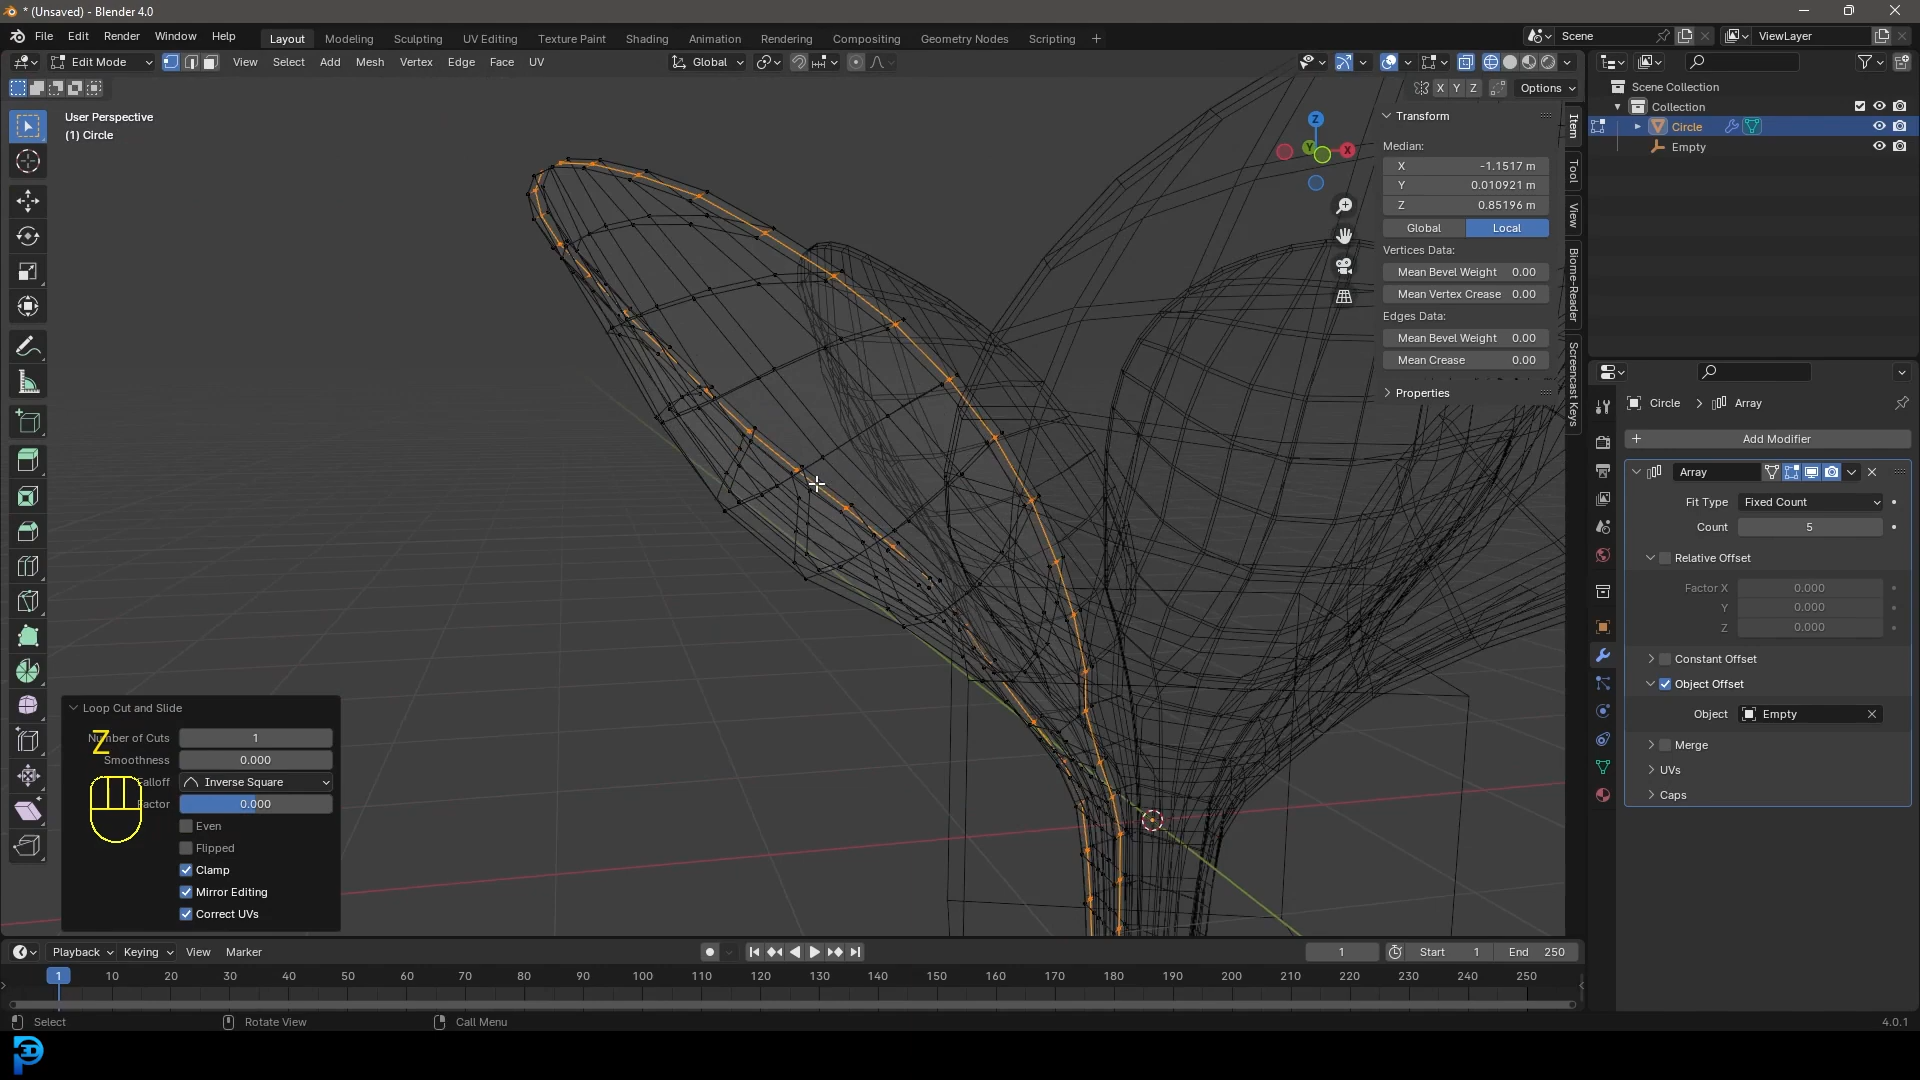 * (Unsaved) - Blender 4.0
File Edit Render Window Help
Layout Modeling Sculpting UV Editing Texture Paint Shading Animation Rendering Compositing Geometry Nodes Scripting +
Scene ViewLayer
Edit Mode View Select Add Mesh Vertex Edge Face UV Global
X Y Z Options
User Perspective
(1) Circle
Z
Y
X
Transform
Median:
X -1.1517 m
Y 0.010921 m
Z 0.85196 m
Global Local
Vertices Data:
Mean Bevel Weight 0.00
Mean Vertex Crease 0.00
Edges Data:
Mean Bevel Weight 0.00
Mean Crease 0.00
Properties
Item
Tool
View
Biome-Reader
Screencast Keys
Scene Collection
Collection
Circle
Empty
Circle > Array
+ Add Modifier
Array
Fit Type Fixed Count
Count 5
Relative Offset
Factor X 0.000
Y 0.000
Z 0.000
Constant Offset
Object Offset
Object Empty
Merge
UVs
Caps
Loop Cut and Slide
Number of Cuts 1
Z
Smoothness 0.000
Falloff Inverse Square
Factor 0.000
Even
Flipped
Clamp
Mirror Editing
Correct UVs
Playback Keying View Marker
1 Start 1 End 250
1 10 20 30 40 50 60 70 80 90 100 110 120 130 140 150 160 170 180 190 200 210 220 230 240 250
Select Rotate View Call Menu 4.0.1